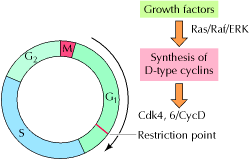 Growth factors
Ras/Raf/ERK
Synthesis of
D-type cyclins
Cdk4, 6/CycD
Restriction point
G2
M
G1
S